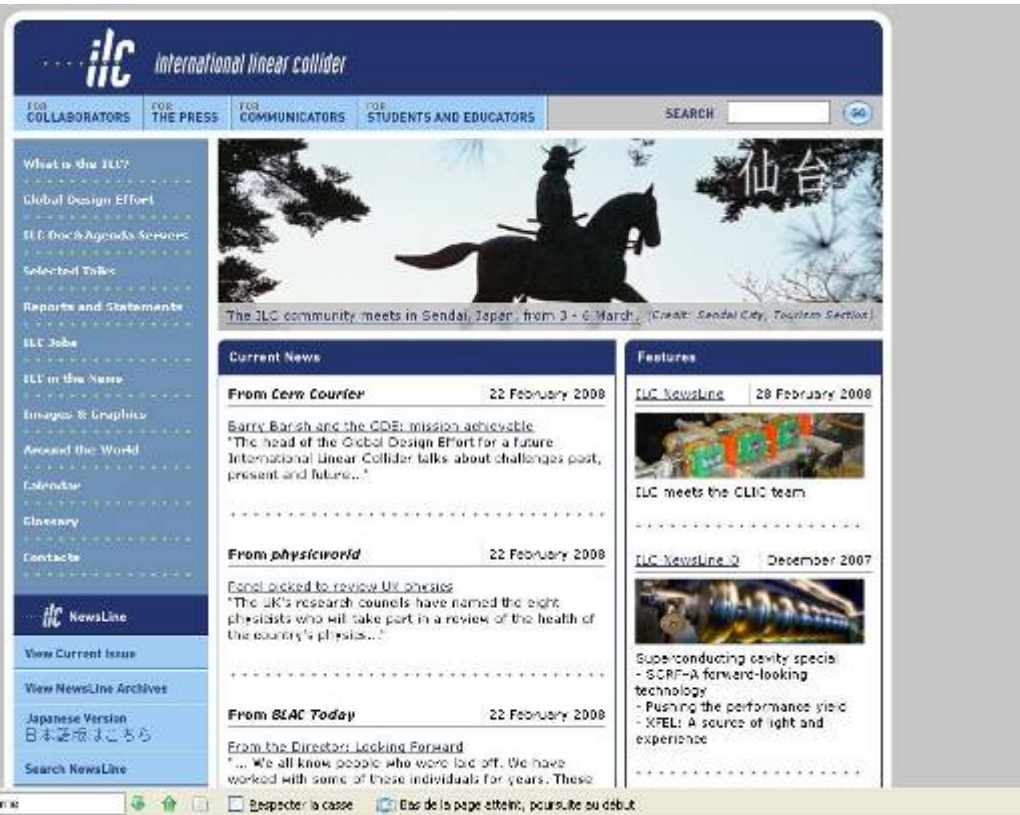 ilc international linear collider
FOR COLLABORATORS
FOR THE PRESS
FOR COMMUNICATORS
FOR STUDENTS AND EDUCATORS
SEARCH
GO
What is the ILC?
Global Design Effort
ILC Doc&Agenda Servers
Selected Talks
Reports and Statements
ILC Jobs
ILC in the News
Images & Graphics
Around the World
Calendar
Glossary
Contacts
ilc NewsLine
View Current Issue
View NewsLine Archives
Japanese Version
日本語版はこちら
Search NewsLine
仙台
The ILC community meets in Sendai, Japan, from 3 - 6 March. (Credit: Sendai City, Tourism Section)
Current News
From Cern Courier 22 February 2008
Barry Barish and the GDE: mission achievable
"The head of the Global Design Effort for a future
International Linear Collider talks about challenges past,
present and future..."
From physicworld 22 February 2008
Panel picked to review UK physics
"The UK's research councils have named the eight
physicists who will take part in a review of the health of
the country's physics..."
From SLAC Today 22 February 2008
From the Director: Looking Forward
"... We all know people who were laid off. We have
worked with some of these individuals for years. These
Features
ILC NewsLine 28 February 2008
ILC meets the CLIC team
ILC NewsLine Q December 2007
Superconducting cavity special
- SCRF-A forward-looking
technology
- Pushing the performance yield
- XFEL: A source of light and
experience
Respecter la casse
Bas de la page atteint, poursuite au début